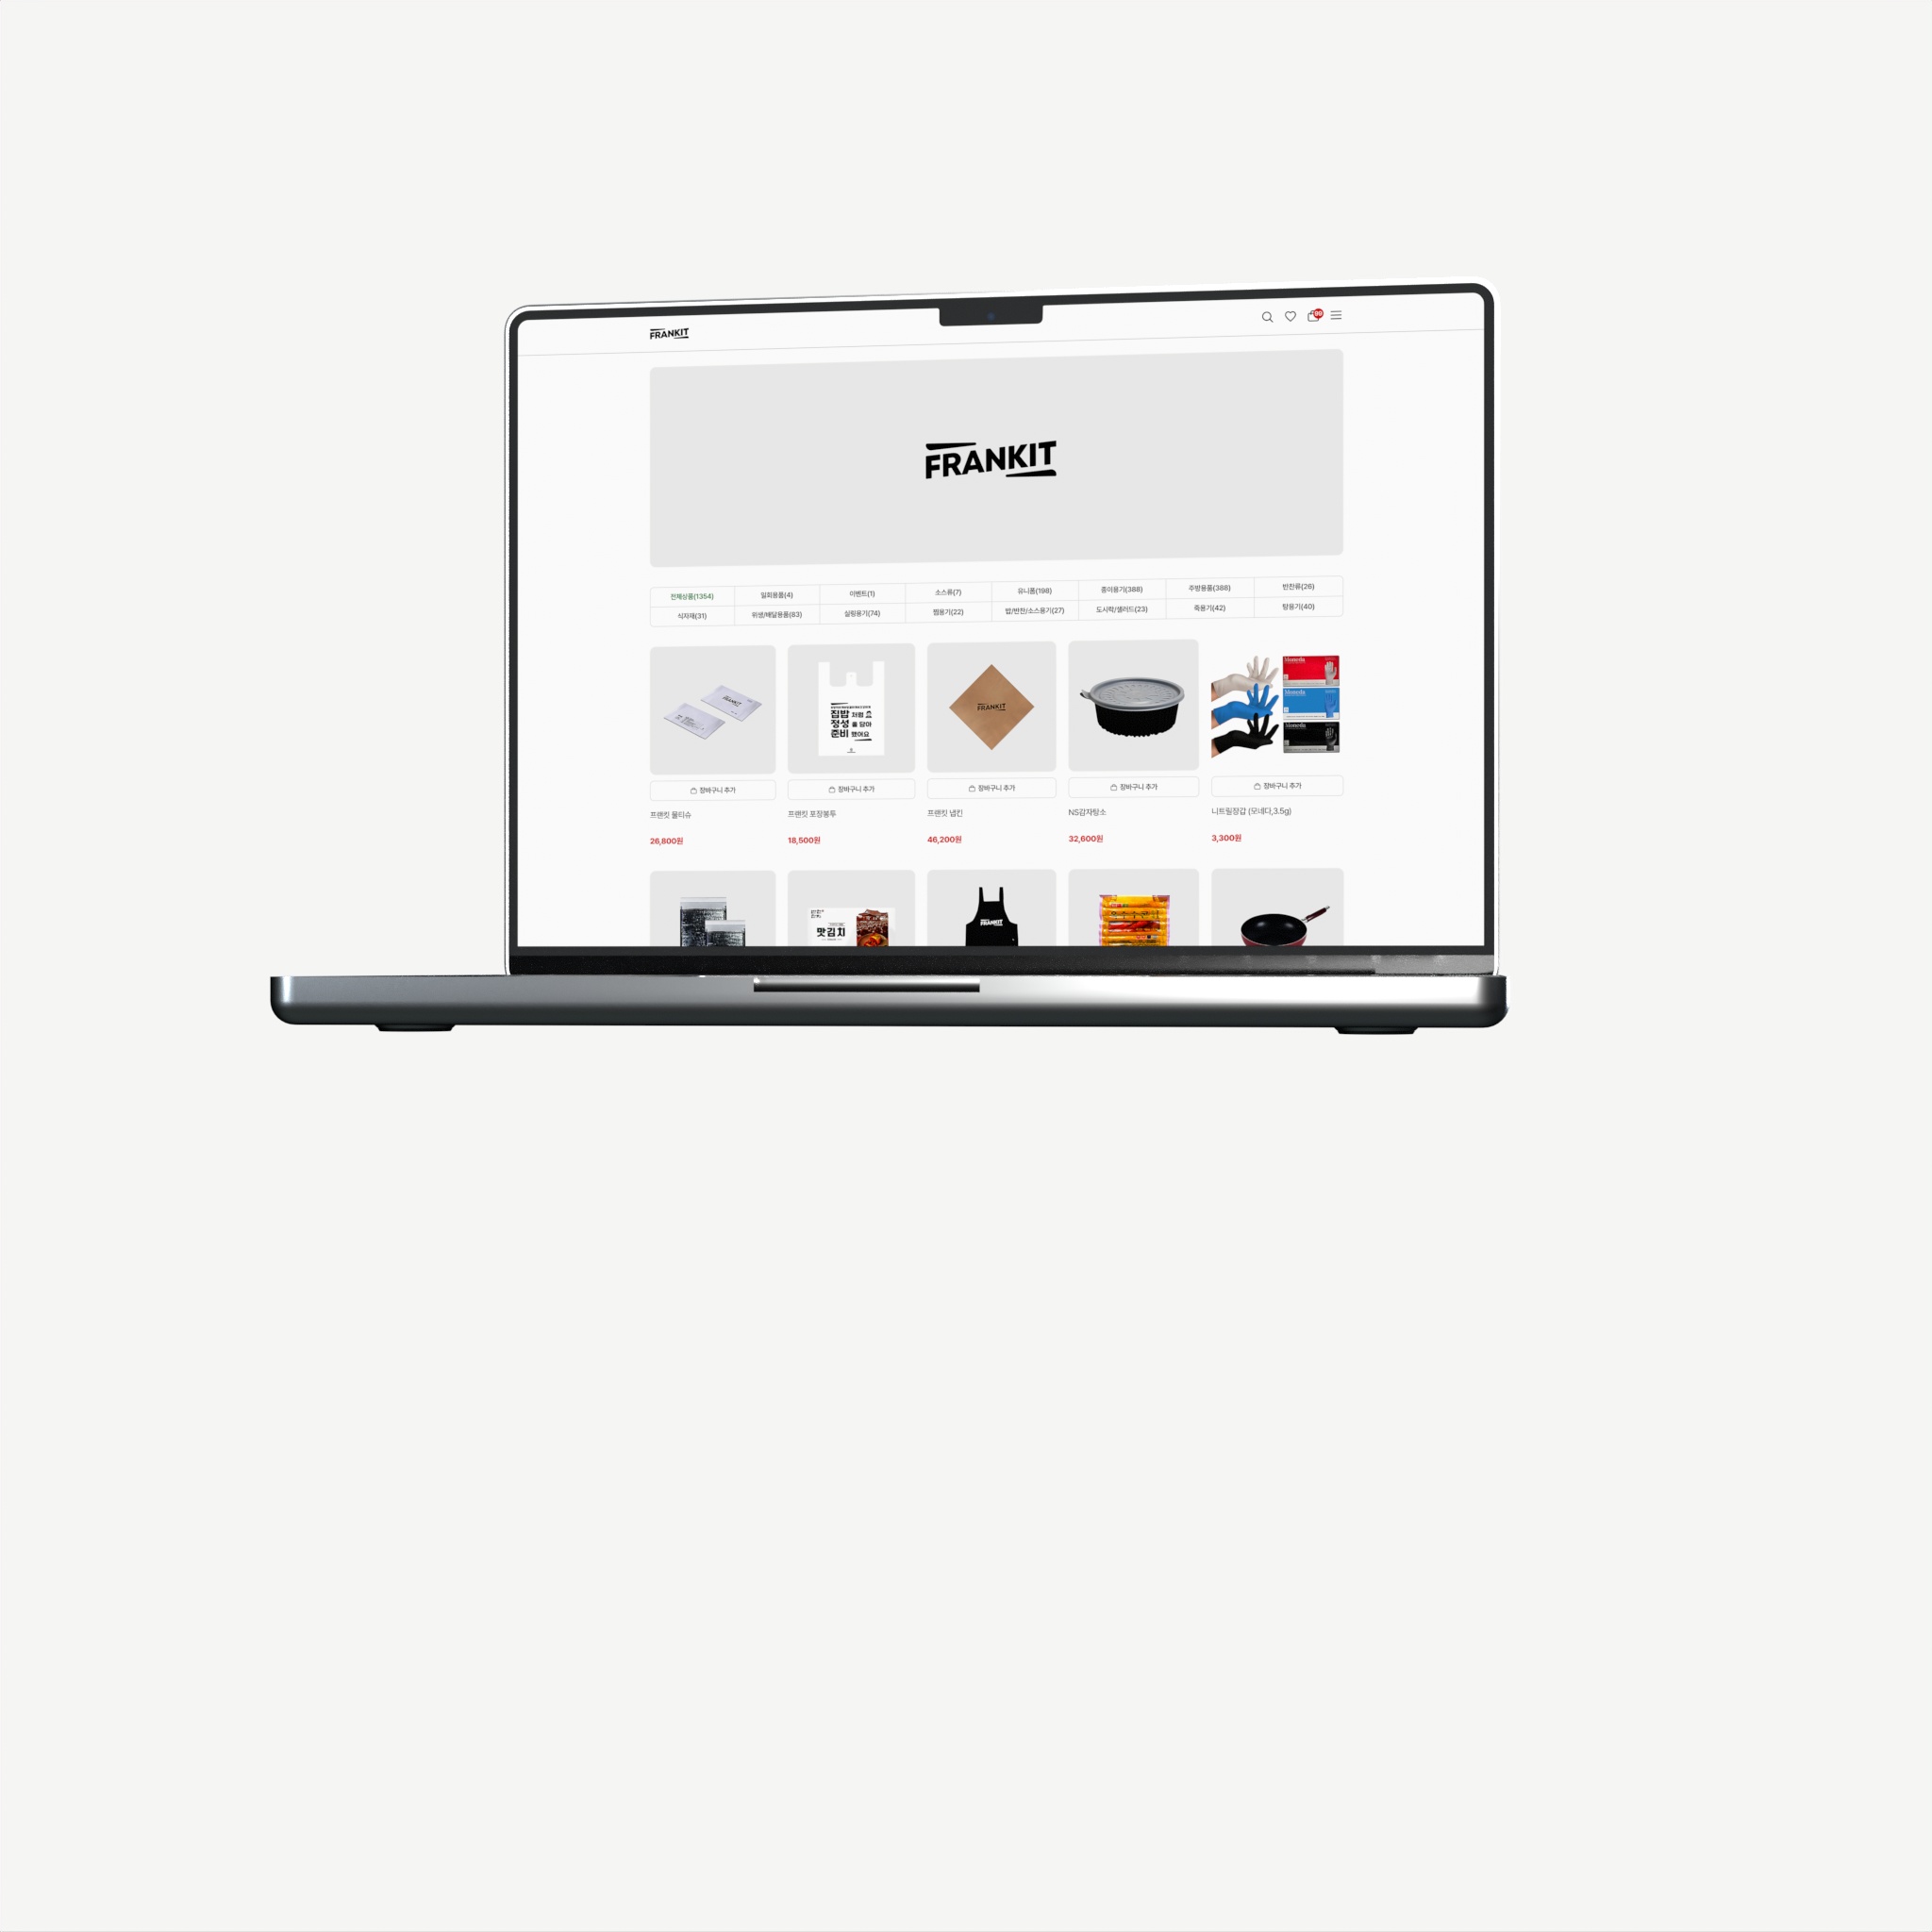 FRANKIT
99
FRANKIT
전체상품(1354)
일회용품(4)
이벤트(1)
소스류(7)
유니폼(198)
종이용기(388)
주방용품(388)
반찬류(26)
식자재(31)
위생/배달용품(83)
실링용기(74)
찜용기(22)
밥/반찬/소스용기(27)
도시락/샐러드(23)
죽용기(42)
탕용기(40)
FRANKIT
집밥 처럼
정성 을 담아
준비 했어요
FRANKIT
Moneda
Moneda
Moneda
장바구니 추가
장바구니 추가
장바구니 추가
장바구니 추가
장바구니 추가
프랜킷 물티슈
프랜킷 포장봉투
프랜킷 냅킨
NS감자탕소
니트릴장갑 (모네다,3.5g)
26,800원
18,500원
46,200원
32,600원
3,300원
맛김치
FRANKIT